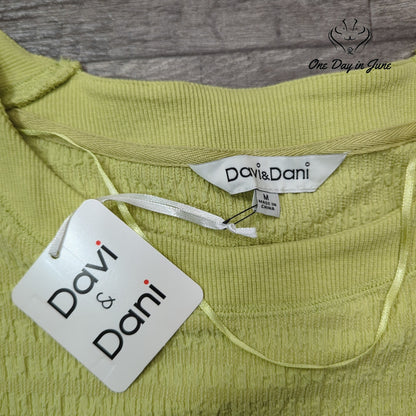 One Day in June
Davi&Dani
M
MADE IN
CHINA
Davi
&
Dani